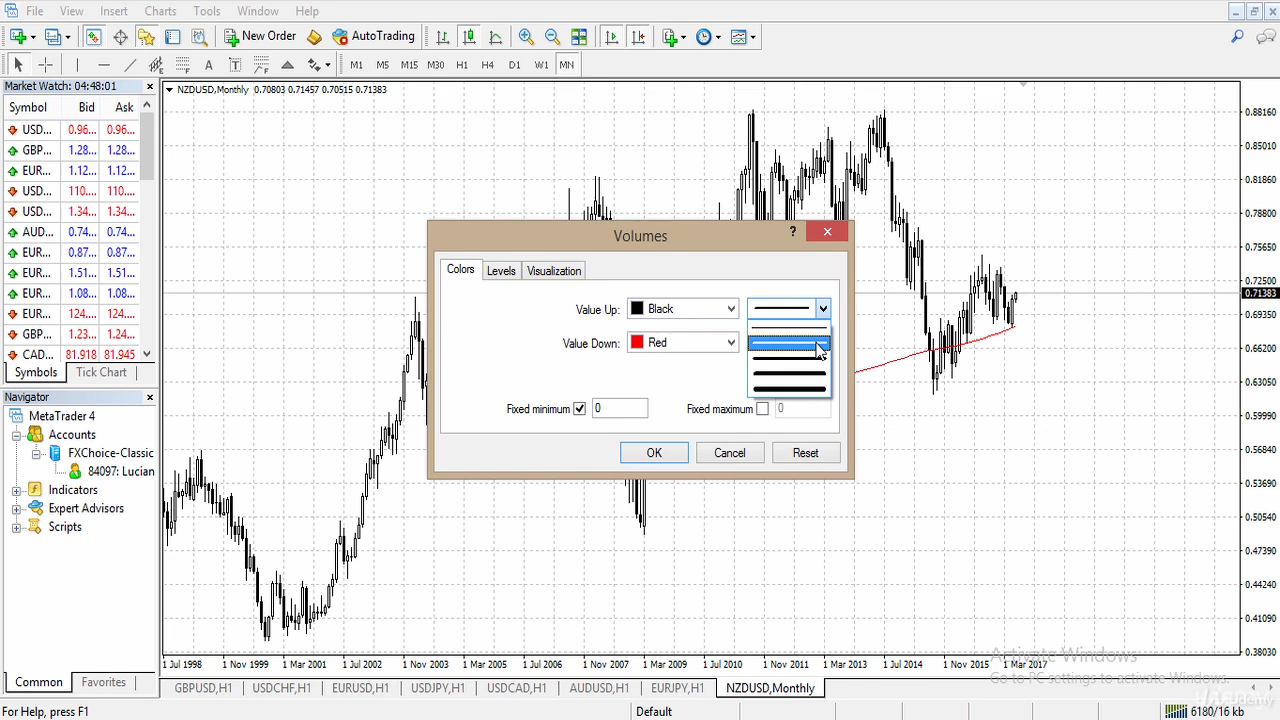 File View Insert Charts Tools Window Help
New Order AutoTrading
A T M1 M5 M15 M30 H1 H4 D1 W1 MN
Market Watch: 04:48:01
Symbol Bid Ask
USD... 0.96... 0.96...
GBP... 1.28... 1.28...
EUR... 1.12... 1.12...
USD... 110.... 110....
USD... 1.34... 1.34...
AUD... 0.74... 0.74...
EUR... 0.87... 0.87...
EUR... 1.51... 1.51...
EUR... 1.08... 1.08...
EUR... 124.... 124....
GBP... 1.23... 1.23...
CAD... 81.918 81.945
Symbols Tick Chart
Navigator
MetaTrader 4
Accounts
FXChoice-Classic
84097: Lucian
Indicators
Expert Advisors
Scripts
Common Favorites
NZDUSD,Monthly 0.70803 0.71457 0.70515 0.71383
Volumes
?
Colors Levels Visualization
Value Up: Black
Value Down: Red
Fixed minimum 0 Fixed maximum 0
OK Cancel Reset
0.88160
0.85010
0.81860
0.78800
0.75650
0.72500
0.71383
0.69350
0.66200
0.63050
0.59990
0.56840
0.53690
0.50540
0.47390
0.42440
0.41090
0.38030
1 Jul 1998 1 Nov 1999 1 Mar 2001 1 Jul 2002 1 Nov 2003 1 Mar 2005 1 Jul 2006 1 Nov 2007 1 Mar 2009 1 Jul 2010 1 Nov 2011 1 Mar 2013 1 Jul 2014 1 Nov 2015 1 Mar 2017
Activate Windows
Go to PC settings to activate Windows.
GBPUSD,H1 USDCHF,H1 EURUSD,H1 USDJPY,H1 USDCAD,H1 AUDUSD,H1 EURJPY,H1 NZDUSD,Monthly
For Help, press F1 Default 6180/16 kb